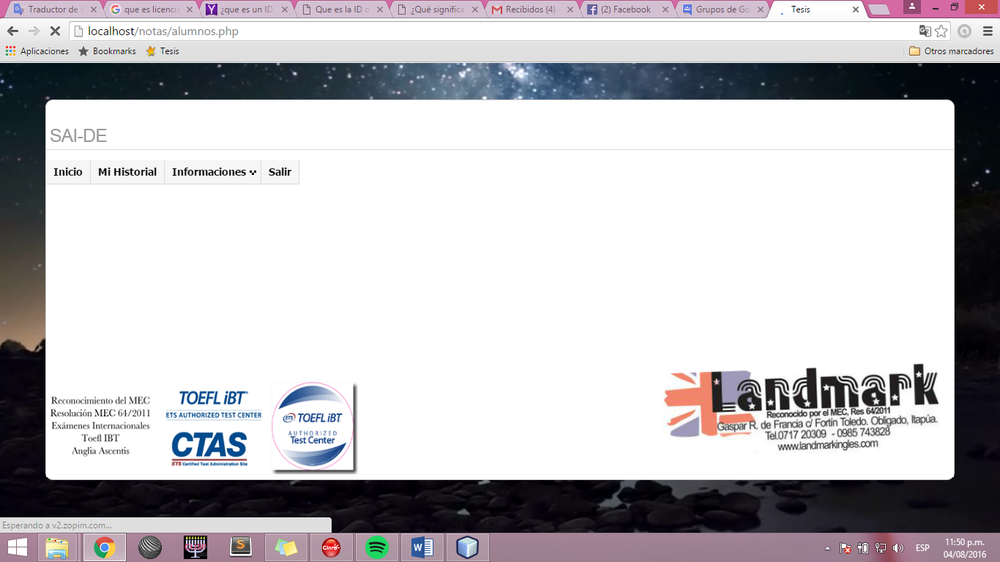 Traductor de G
que es licencie
¿que es un ID
Que es la ID d
¿Qué significa
Recibidos (4) -
(2) Facebook
Grupos de Goo
Tesis
localhost/notas/alumnos.php
Aplicaciones
Bookmarks
Tesis
Otros marcadores
SAI-DE
Inicio
Mi Historial
Informaciones
Salir
Reconocimiento del MEC
Resolución MEC 64/2011
Exámenes Internacionales
Toefl IBT
Anglia Ascentis
TOEFL iBT®
ETS AUTHORIZED TEST CENTER
CTAS
ETS Certified Test Administration Site
ETS TOEFL iBT
AUTHORIZED
Test Center
Landmark
Reconocido por el MEC, Res 64/2011
Gaspar R. de Francia c/ Fortín Toledo. Obligado, Itapúa.
Tel.0717 20309 - 0985 743828
www.landmarkingles.com
Esperando a v2.zopim.com...
ESP
11:50 p.m.
04/08/2016